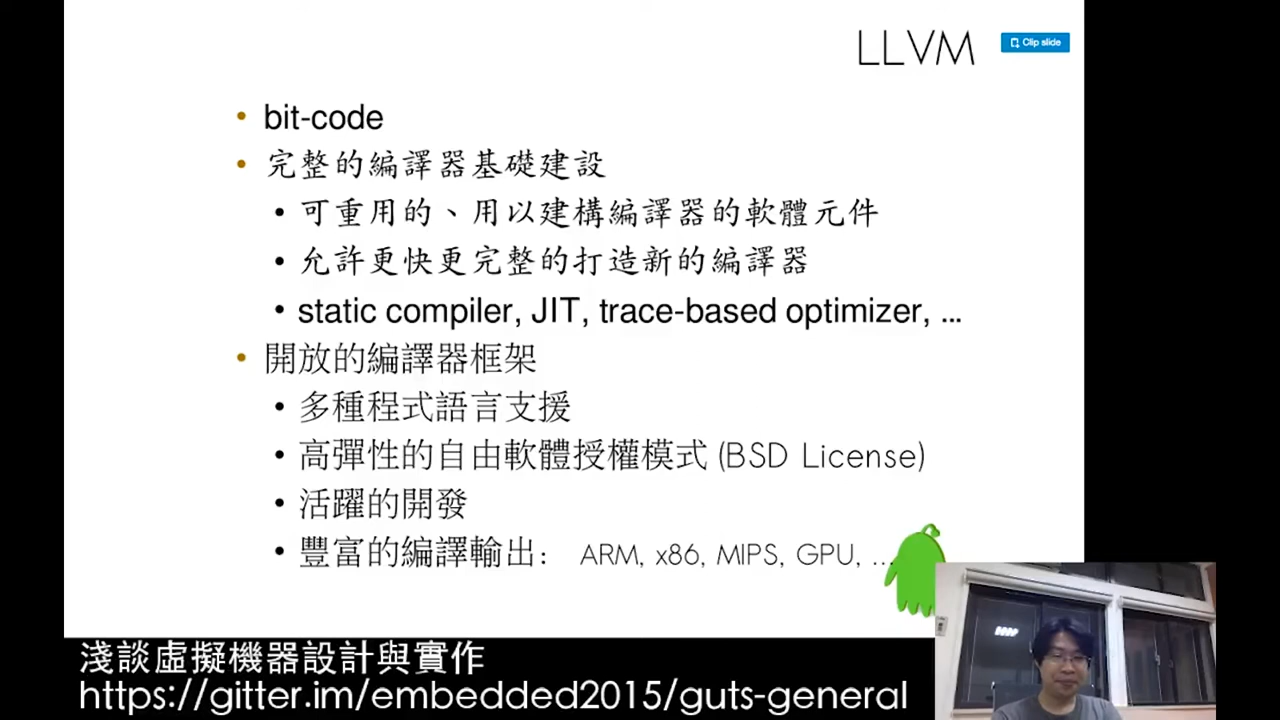 LLVM
Clip slide
• bit-code
• 完整的編譯器基礎建設
• 可重用的、用以建構編譯器的軟體元件
• 允許更快更完整的打造新的編譯器
• static compiler, JIT, trace-based optimizer, ...
• 開放的編譯器框架
• 多種程式語言支援
• 高彈性的自由軟體授權模式 (BSD License)
• 活躍的開發
• 豐富的編譯輸出： ARM, x86, MIPS, GPU, ...
淺談虛擬機器設計與實作
https://gitter.im/embedded2015/guts-general